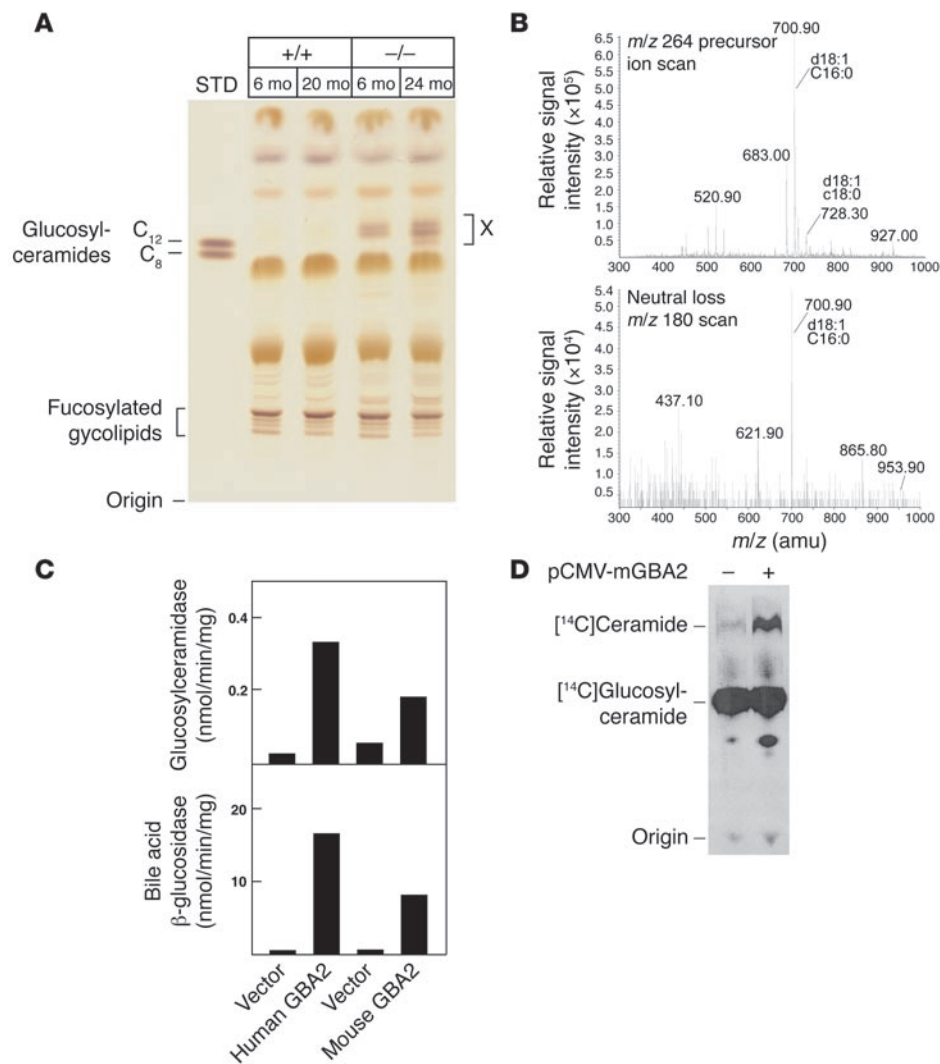 A
+/+
–/–
STD
6 mo
20 mo
6 mo
24 mo
Glucosyl-
ceramides
C12
C8
X
Fucosylated
gycolipids
Origin
B
Relative signal
intensity (×10⁵)
6.5
6.0
5.5
5.0
4.5
4.0
3.5
3.0
2.5
2.0
1.5
1.0
0.5
m/z 264 precursor
ion scan
700.90
d18:1
C16:0
683.00
520.90
d18:1
c18:0
728.30
927.00
300 400 500 600 700 800 900 1000
Relative signal
intensity (×10⁴)
5.4
5.0
4.5
4.0
3.5
3.0
2.5
2.0
1.5
1.0
0.5
Neutral loss
m/z 180 scan
700.90
d18:1
C16:0
437.10
621.90
865.80
953.90
300 400 500 600 700 800 900 1000
m/z (amu)
C
Glucosylceramidase
(nmol/min/mg)
0.4
0.2
Bile acid
β-glucosidase
(nmol/min/mg)
20
10
Vector
Human GBA2
Vector
Mouse GBA2
D
pCMV-mGBA2 – +
[¹⁴C]Ceramide
[¹⁴C]Glucosyl-
ceramide
Origin